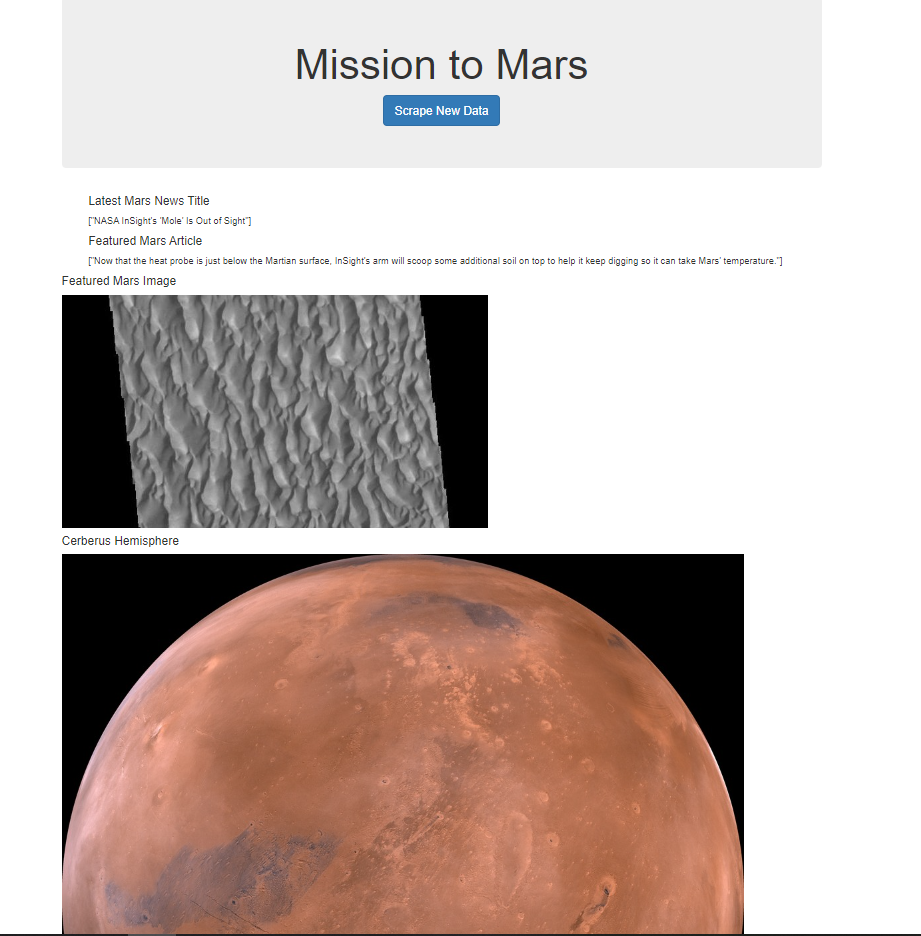 Mission to Mars
Scrape New Data
Latest Mars News Title
["NASA InSight's 'Mole' Is Out of Sight"]
Featured Mars Article
["Now that the heat probe is just below the Martian surface, InSight's arm will scoop some additional soil on top to help it keep digging so it can take Mars' temperature."]
Featured Mars Image
Cerberus Hemisphere